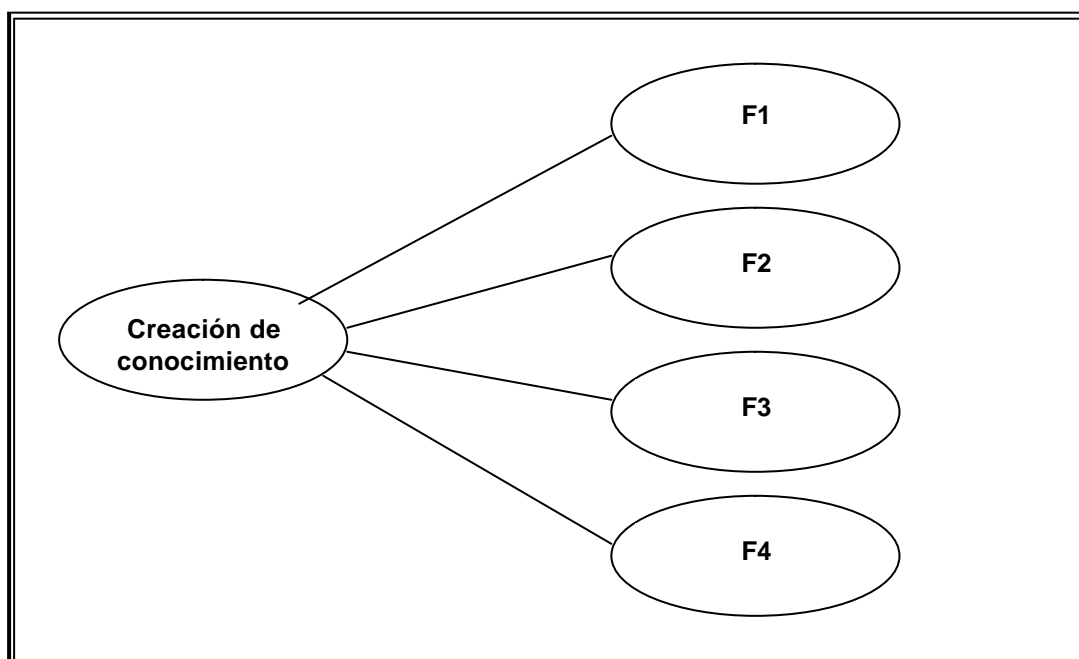 F1
F2
Creación de
conocimiento
F3
F4